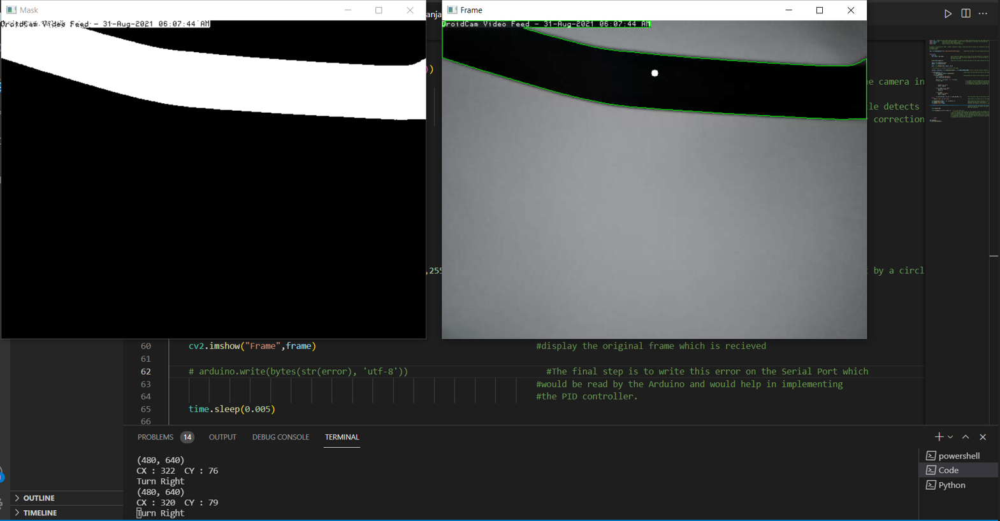 Mask
DroidCam Video Feed - 31-Aug-2021 06:07:44 AM
anja
Frame
DroidCam Video Feed - 31-Aug-2021 06:07:44 AM
))
e camera in
le detects
correction
,255
by a circl
60 cv2.imshow("Frame",frame) #display the original frame which is recieved
61
62 # arduino.write(bytes(str(error), 'utf-8')) #The final step is to write this error on the Serial Port which
63 #would be read by the Arduino and would help in implementing
64 #the PID controller.
65 time.sleep(0.005)
66
PROBLEMS 14 OUTPUT DEBUG CONSOLE TERMINAL
(480, 640)
CX : 322 CY : 76
Turn Right
(480, 640)
CX : 320 CY : 79
Turn Right
powershell
Code
Python
OUTLINE
TIMELINE